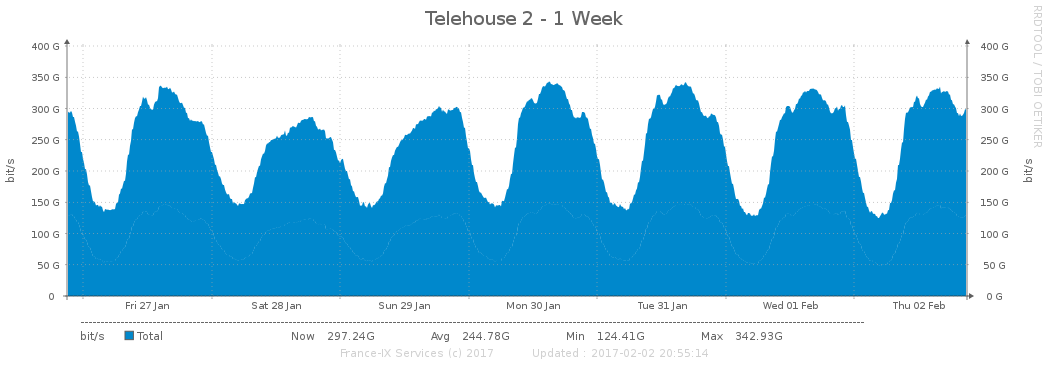 Telehouse 2 - 1 Week
RRDTOOL / TOBI OETIKER
400 G 400 G
350 G 350 G
300 G 300 G
250 G 250 G
200 G 200 G
150 G 150 G
100 G 100 G
50 G 50 G
0 0 G
bit/s
bit/s
Fri 27 Jan Sat 28 Jan Sun 29 Jan Mon 30 Jan Tue 31 Jan Wed 01 Feb Thu 02 Feb
bit/s Total Now 297.24G Avg 244.78G Min 124.41G Max 342.93G
France-IX Services (c) 2017 Updated : 2017-02-02 20:55:14